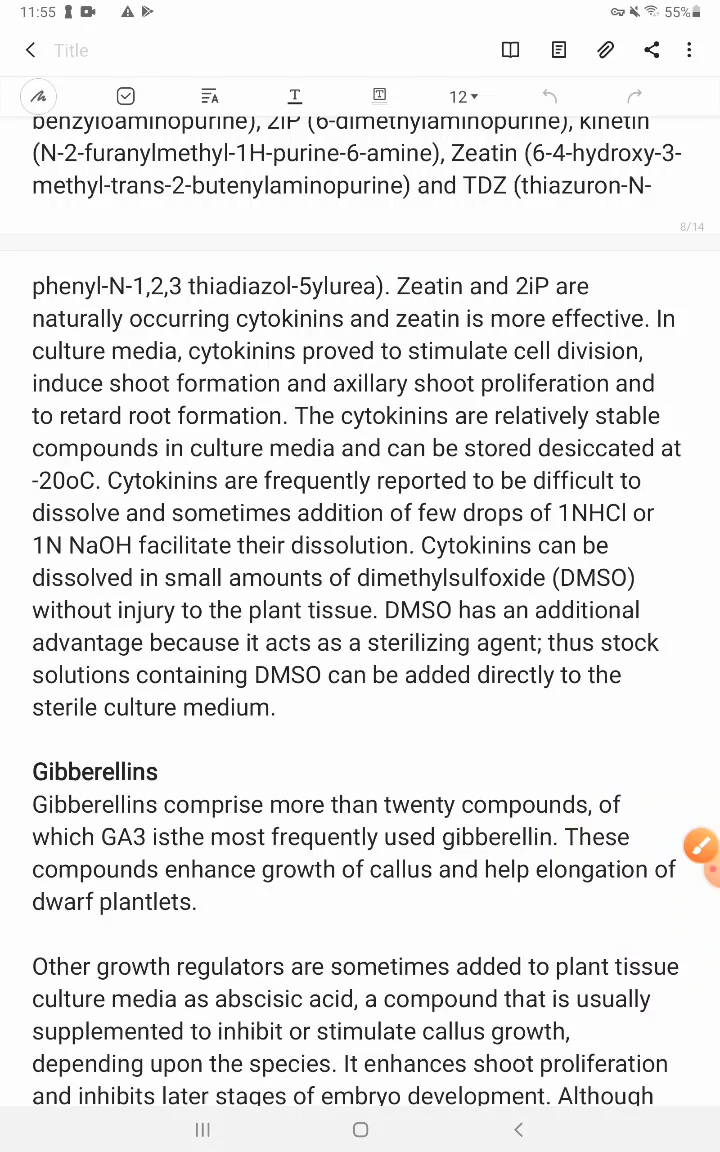 11:55
55%
Title
12
benzyloaminopurine), 2iP (6-dimethylaminopurine), kinetin
(N-2-furanylmethyl-1H-purine-6-amine), Zeatin (6-4-hydroxy-3-
methyl-trans-2-butenylaminopurine) and TDZ (thiazuron-N-
8/14
phenyl-N-1,2,3 thiadiazol-5ylurea). Zeatin and 2iP are
naturally occurring cytokinins and zeatin is more effective. In
culture media, cytokinins proved to stimulate cell division,
induce shoot formation and axillary shoot proliferation and
to retard root formation. The cytokinins are relatively stable
compounds in culture media and can be stored desiccated at
-20oC. Cytokinins are frequently reported to be difficult to
dissolve and sometimes addition of few drops of 1NHCl or
1N NaOH facilitate their dissolution. Cytokinins can be
dissolved in small amounts of dimethylsulfoxide (DMSO)
without injury to the plant tissue. DMSO has an additional
advantage because it acts as a sterilizing agent; thus stock
solutions containing DMSO can be added directly to the
sterile culture medium.
Gibberellins
Gibberellins comprise more than twenty compounds, of
which GA3 isthe most frequently used gibberellin. These
compounds enhance growth of callus and help elongation of
dwarf plantlets.
Other growth regulators are sometimes added to plant tissue
culture media as abscisic acid, a compound that is usually
supplemented to inhibit or stimulate callus growth,
depending upon the species. It enhances shoot proliferation
and inhibits later stages of embryo development. Although